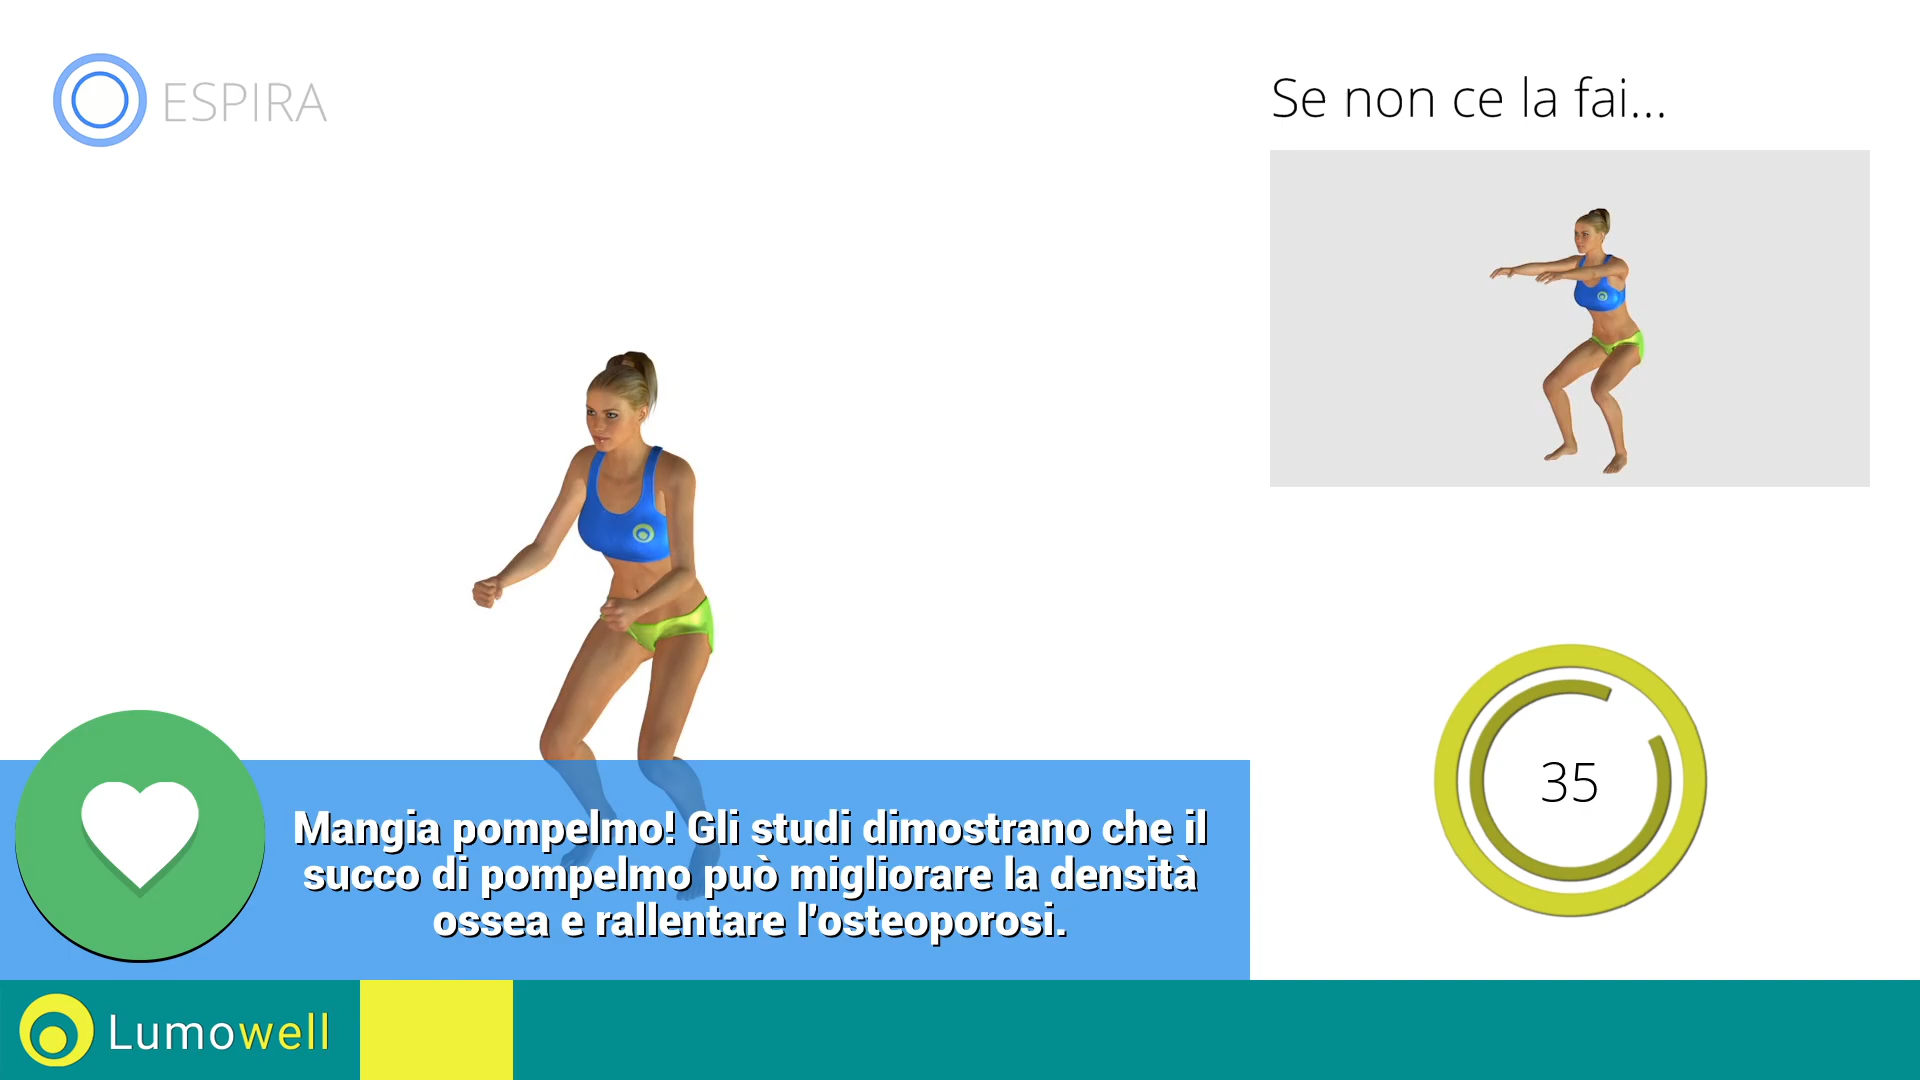 ESPIRA
Se non ce la fai...
35
Mangia pompelmo! Gli studi dimostrano che il
succo di pompelmo può migliorare la densità
ossea e rallentare l'osteoporosi.
Lumowell